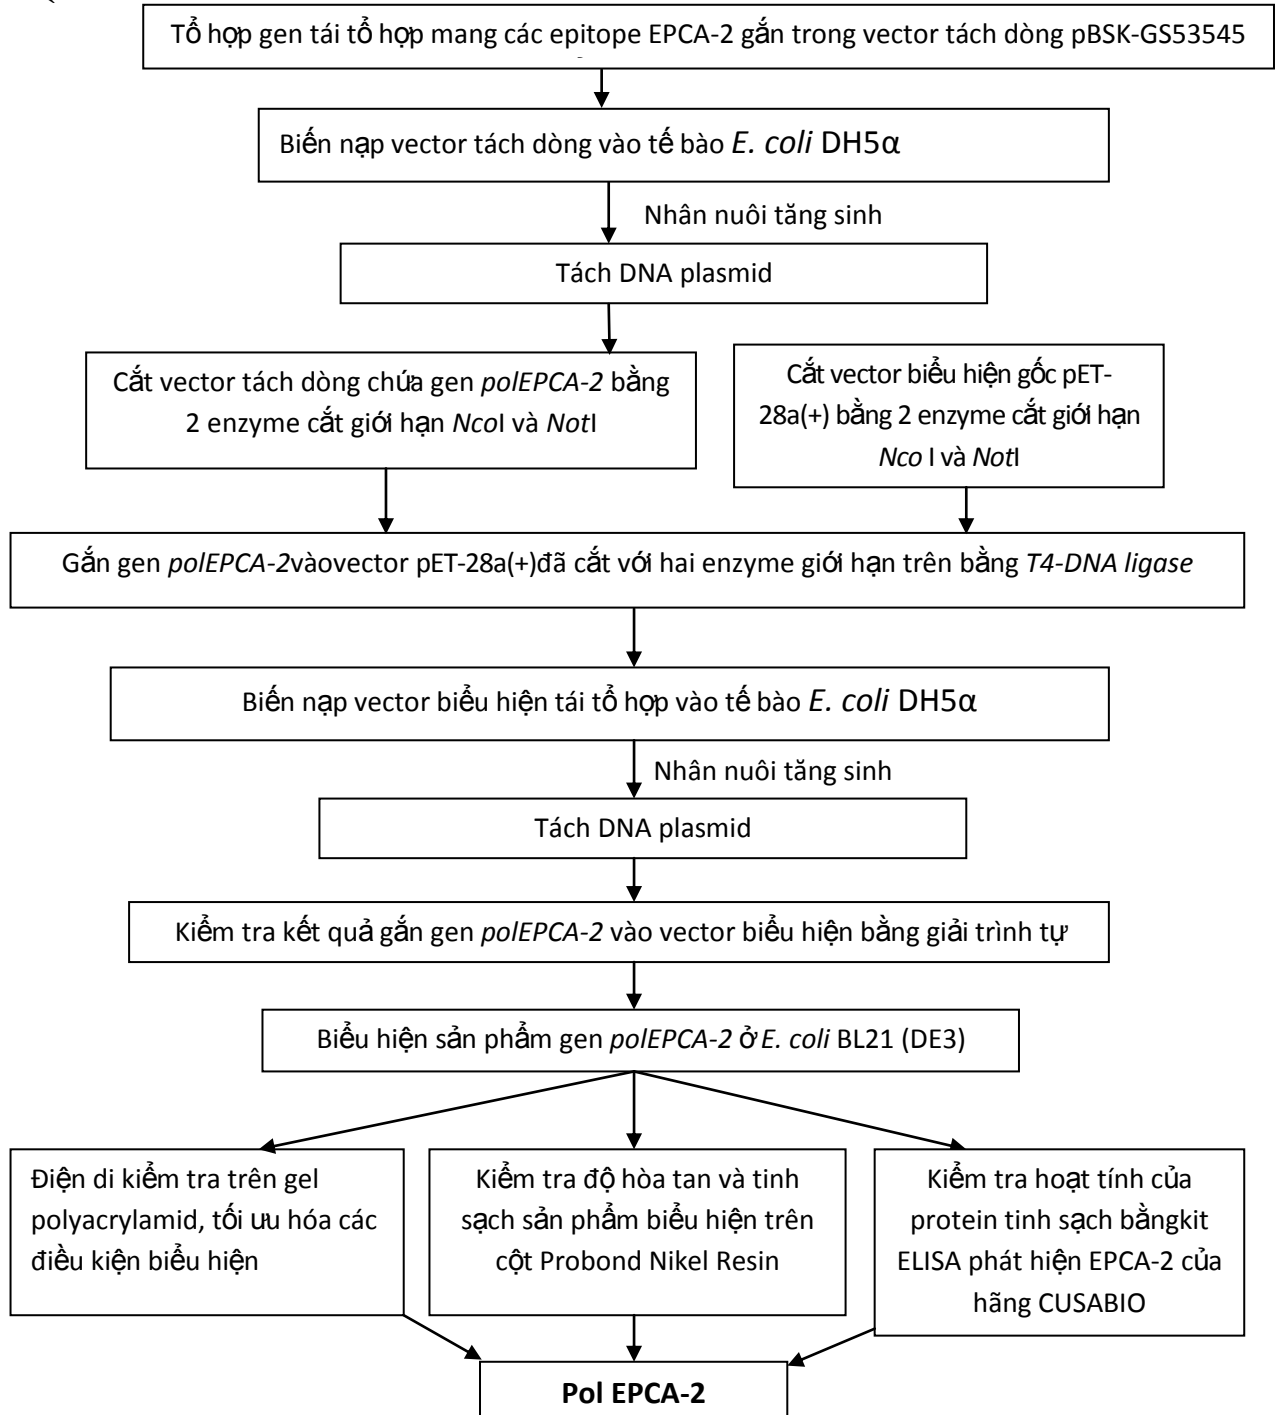 Tổ hợp gen tái tổ hợp mang các epitope EPCA-2 gắn trong vector tách dòng pBSK-GS53545
Biến nạp vector tách dòng vào tế bào E. coli DH5α
Nhân nuôi tăng sinh
Tách DNA plasmid
Cắt vector tách dòng chứa gen polEPCA-2 bằng
2 enzyme cắt giới hạn NcoI và NotI
Cắt vector biểu hiện gốc pET-
28a(+) bằng 2 enzyme cắt giới hạn
Nco I và NotI
Gắn gen polEPCA-2vàovector pET-28a(+)đã cắt với hai enzyme giới hạn trên bằng T4-DNA ligase
Biến nạp vector biểu hiện tái tổ hợp vào tế bào E. coli DH5α
Nhân nuôi tăng sinh
Tách DNA plasmid
Kiểm tra kết quả gắn gen polEPCA-2 vào vector biểu hiện bằng giải trình tự
Biểu hiện sản phẩm gen polEPCA-2 ở E. coli BL21 (DE3)
Điện di kiểm tra trên gel
polyacrylamid, tối ưu hóa các
điều kiện biểu hiện
Kiểm tra độ hòa tan và tinh
sạch sản phẩm biểu hiện trên
cột Probond Nikel Resin
Kiểm tra hoạt tính của
protein tinh sạch bằngkit
ELISA phát hiện EPCA-2 của
hãng CUSABIO
Pol EPCA-2